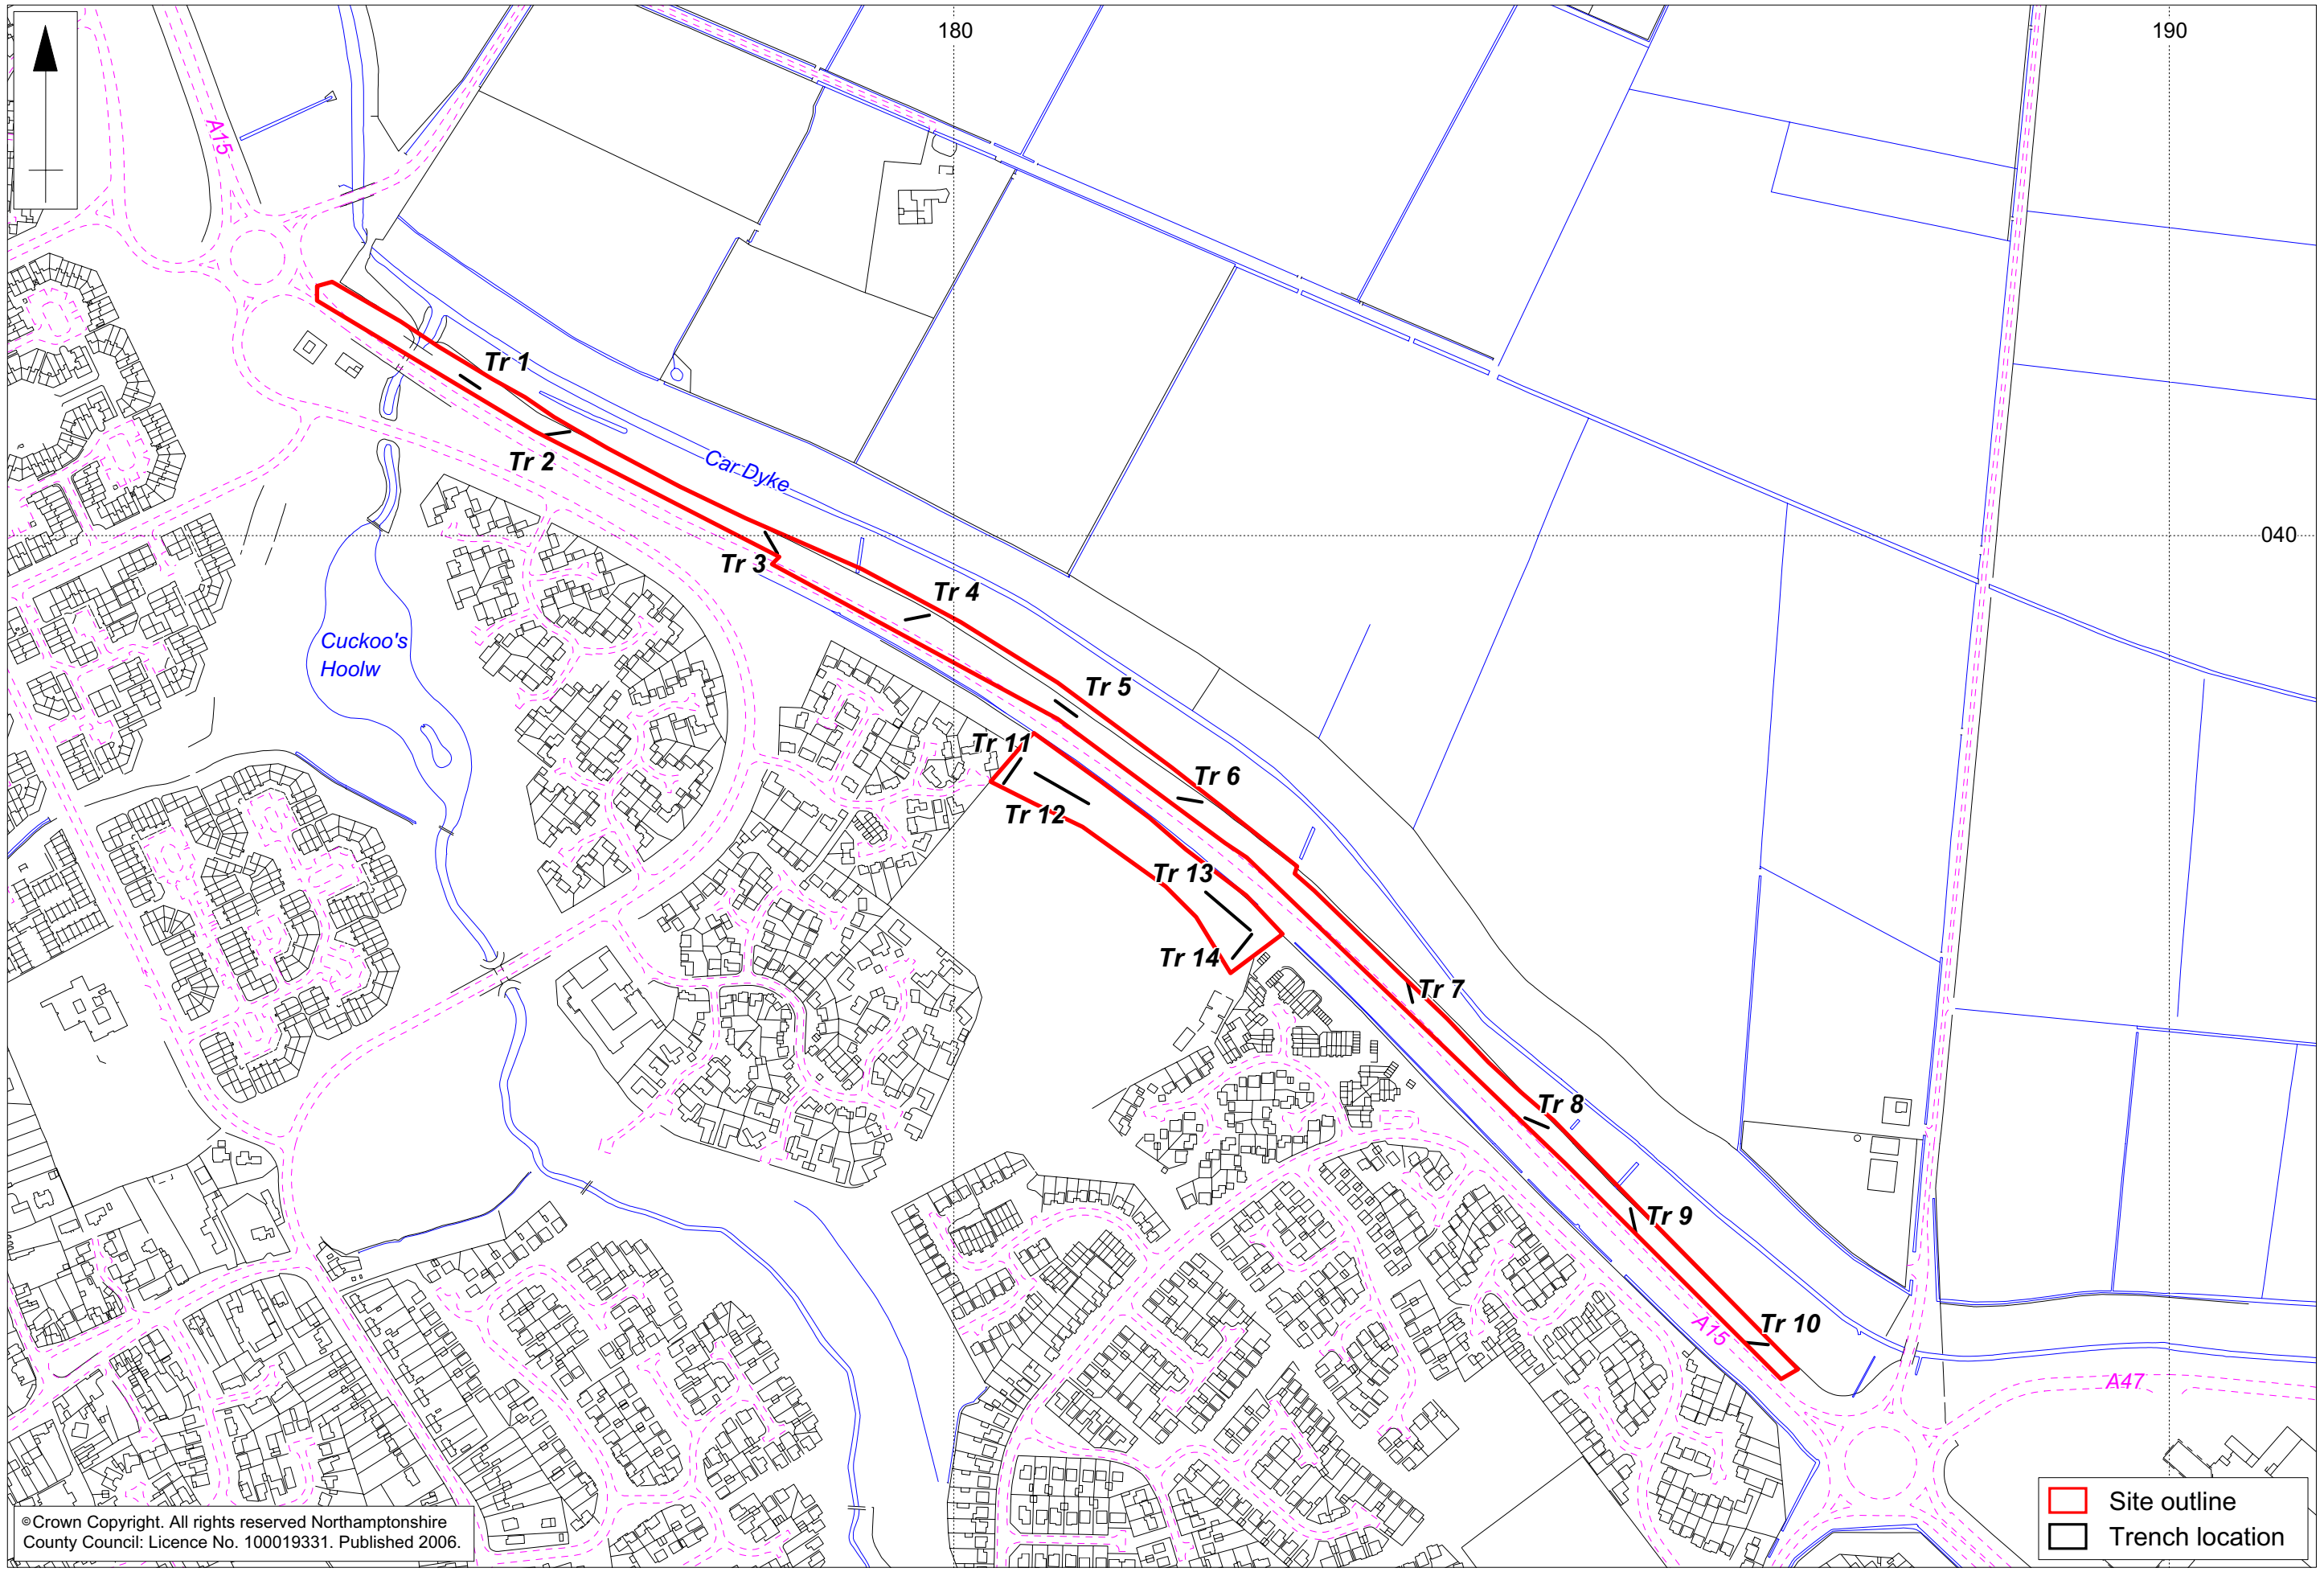 180
190
A15
Tr 1
Tr 2
Car Dyke
Tr 3
040
Tr 4
Cuckoo's
Hoolw
Tr 5
Tr 11
Tr 6
Tr 12
Tr 13
Tr 14
Tr 7
Tr 8
Tr 9
Tr 10
A15
A47
©Crown Copyright. All rights reserved Northamptonshire
County Council: Licence No. 100019331. Published 2006.
Site outline
Trench location